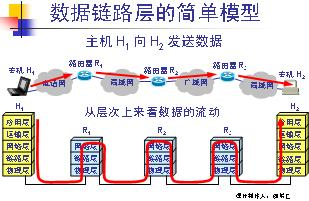 数据链路层的简单模型
主机 H₁ 向 H₂ 发送数据
主机 H₁
路由器 R₁
路由器 R₂
路由器 R₃
主机 H₂
电话网
局域网
广域网
局域网
从层次上来看数据的流动
H₁
R₁
R₂
R₃
H₂
应用层
运输层
网络层
链路层
物理层
网络层
链路层
物理层
网络层
链路层
物理层
网络层
链路层
物理层
应用层
运输层
网络层
链路层
物理层